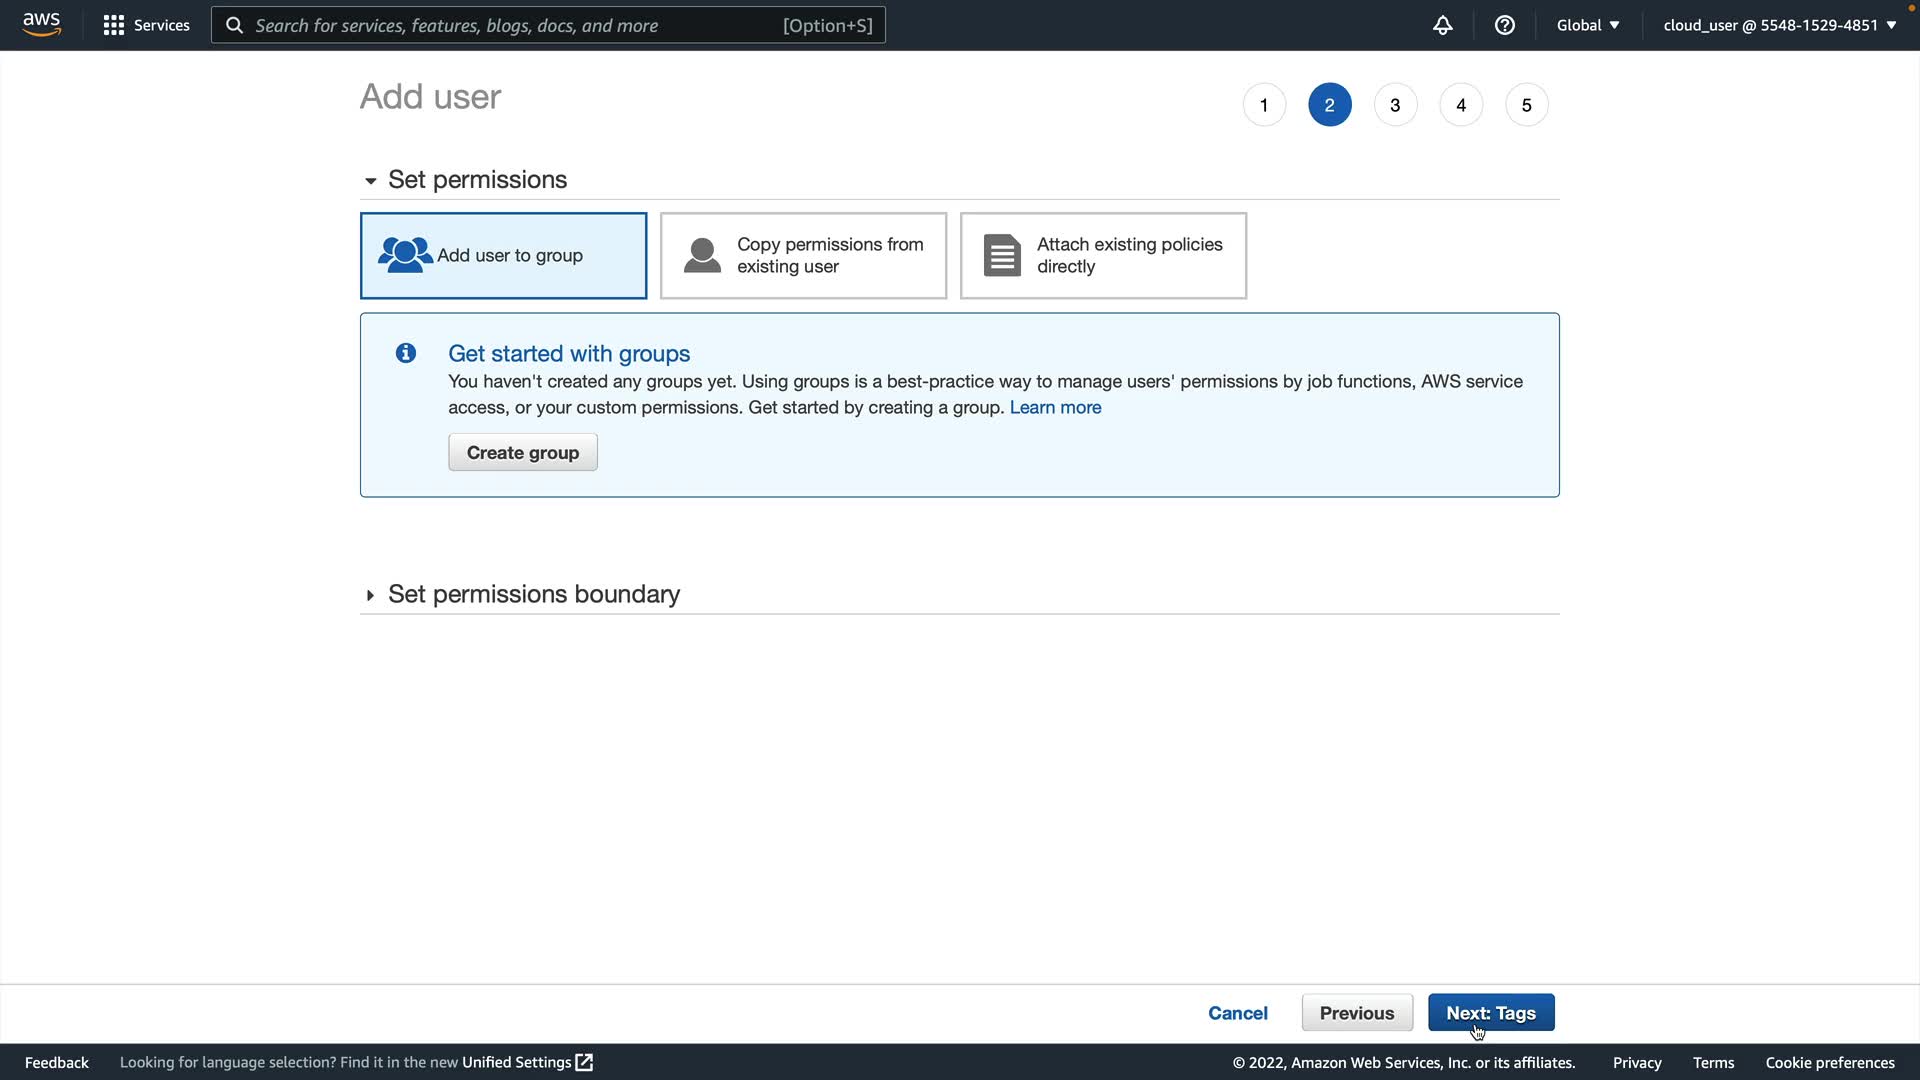 aws
Services
Search for services, features, blogs, docs, and more [Option+S]
Global
cloud_user @ 5548-1529-4851
Add user
1 2 3 4 5
Set permissions
Add user to group
Copy permissions from
existing user
Attach existing policies
directly
Get started with groups
You haven't created any groups yet. Using groups is a best-practice way to manage users' permissions by job functions, AWS service
access, or your custom permissions. Get started by creating a group. Learn more
Create group
Set permissions boundary
Cancel
Previous
Next: Tags
Feedback
Looking for language selection? Find it in the new Unified Settings
© 2022, Amazon Web Services, Inc. or its affiliates.
Privacy
Terms
Cookie preferences